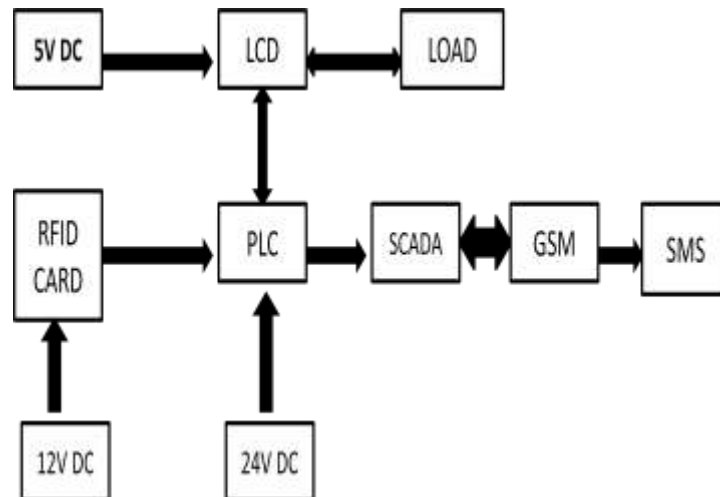 5V DC
LCD
LOAD
RFID
CARD
PLC
SCADA
GSM
SMS
12V DC
24V DC